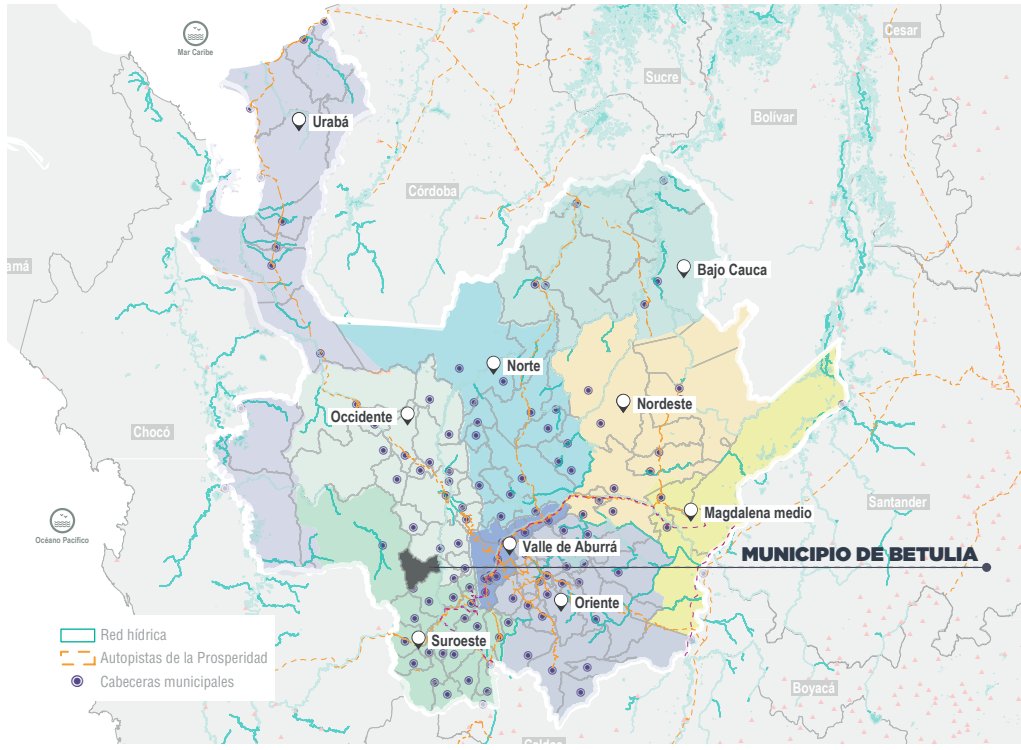 Mar Caribe
Cesar
Sucre
Bolívar
Urabá
Córdoba
Bajo Cauca
Norte
Nordeste
Occidente
Chocó
Santander
Magdalena medio
Océano Pacífico
Valle de Aburrá
MUNICIPIO DE BETULIA
Oriente
Suroeste
Red hídrica
Autopistas de la Prosperidad
Cabeceras municipales
Boyacá